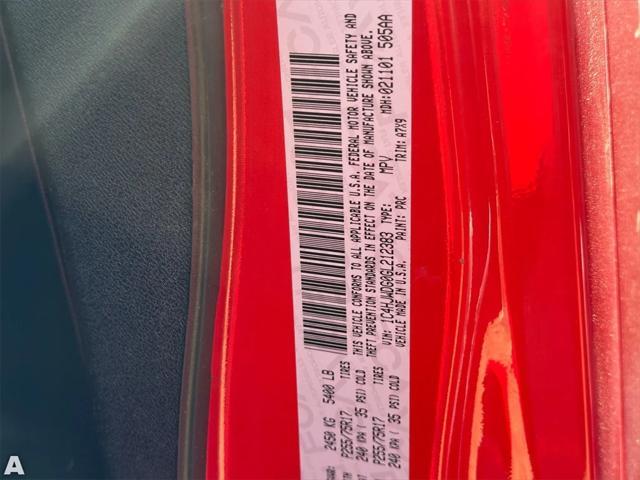 2450 KG 5400 LB
TIRES
P255/75R17
240 KPA ( 35 PSI) COLD
TIRES
P255/75R17
240 KPA ( 35 PSI) COLD
THIS VEHICLE CONFORMS TO ALL APPLICABLE U.S.A. FEDERAL MOTOR VEHICLE SAFETY AND
THEFT PREVENTION STANDARDS IN EFFECT ON THE DATE OF MANUFACTURE SHOWN ABOVE.
VIN: 1C4HJWDG0GL212383 TYPE: MPV MDH:021101 505AA
VEHICLE MADE IN U.S.A. PAINT: PRC TRIM: A7X9
A